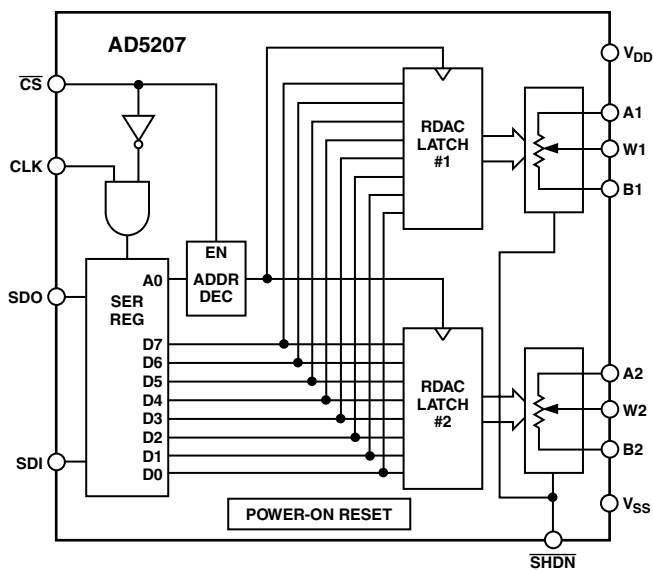 AD5207
CS
CLK
SDO
SDI
SER
REG
A0
D7
D6
D5
D4
D3
D2
D1
D0
EN
ADDR
DEC
RDAC
LATCH
#1
RDAC
LATCH
#2
POWER-ON RESET
VDD
A1
W1
B1
A2
W2
B2
VSS
SHDN